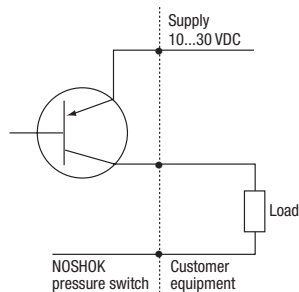 Supply
10...30 VDC
Load
NOSHOK
pressure switch
Customer
equipment